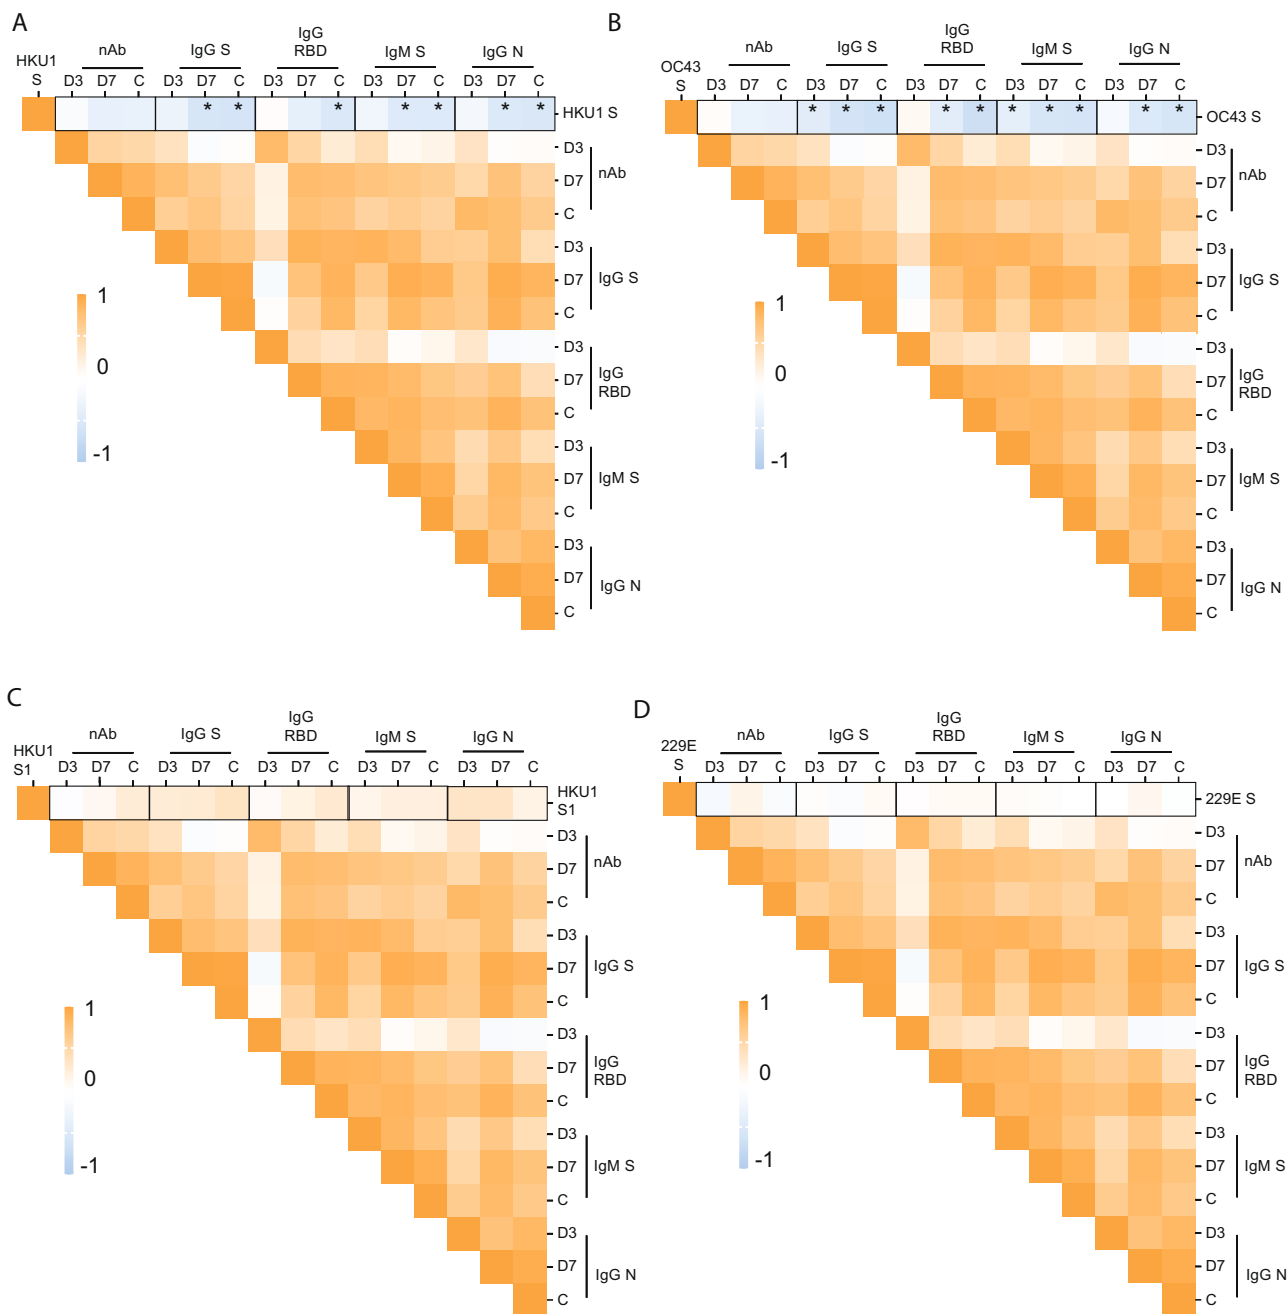 A
HKU1
S
nAb
IgG S
IgG
RBD
IgM S
IgG N
D3 D7 C D3 D7 C D3 D7 C D3 D7 C D3 D7 C
* * * * * * * HKU1 S
D3
D7
C
nAb
D3
D7
C
IgG S
D3
D7
C
IgG
RBD
D3
D7
C
IgM S
D3
D7
C
IgG N
1
0
-1
B
OC43
S
nAb
IgG S
IgG
RBD
IgM S
IgG N
D3 D7 C D3 D7 C D3 D7 C D3 D7 C D3 D7 C
* * * * * * * * * * OC43 S
D3
D7
C
nAb
D3
D7
C
IgG S
D3
D7
C
IgG
RBD
D3
D7
C
IgM S
D3
D7
C
IgG N
1
0
-1
C
HKU1
S1
nAb
IgG S
IgG
RBD
IgM S
IgG N
D3 D7 C D3 D7 C D3 D7 C D3 D7 C D3 D7 C
HKU1
S1
D3
D7
C
nAb
D3
D7
C
IgG S
D3
D7
C
IgG
RBD
D3
D7
C
IgM S
D3
D7
C
IgG N
1
0
-1
D
229E
S
nAb
IgG S
IgG
RBD
IgM S
IgG N
D3 D7 C D3 D7 C D3 D7 C D3 D7 C D3 D7 C
229E S
D3
D7
C
nAb
D3
D7
C
IgG S
D3
D7
C
IgG
RBD
D3
D7
C
IgM S
D3
D7
C
IgG N
1
0
-1